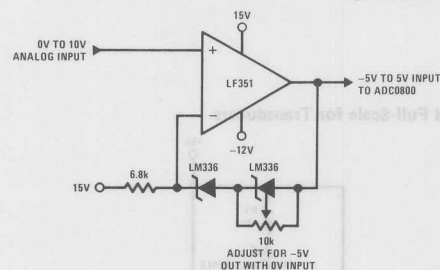 15V
0V TO 10V
ANALOG INPUT
+
LF351
–5V TO 5V INPUT
TO ADC0800
–
–12V
6.8k
LM336
LM336
15V
10k
ADJUST FOR –5V
OUT WITH 0V INPUT